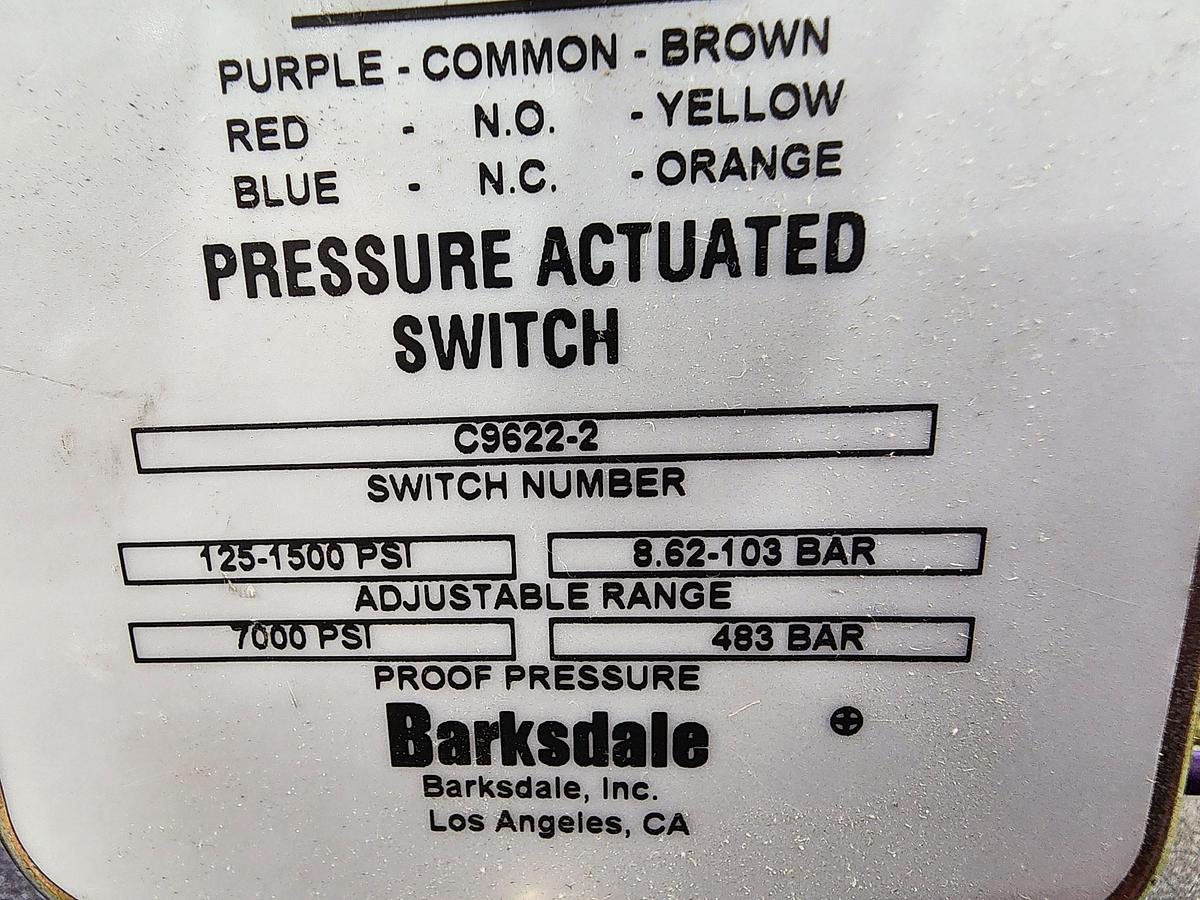 PURPLE - COMMON - BROWN
RED - N.O. - YELLOW
BLUE - N.C. - ORANGE
PRESSURE ACTUATED
SWITCH
C9622-2
SWITCH NUMBER
125-1500 PSI 8.62-103 BAR
ADJUSTABLE RANGE
7000 PSI 483 BAR
PROOF PRESSURE
Barksdale
Barksdale, Inc.
Los Angeles, CA